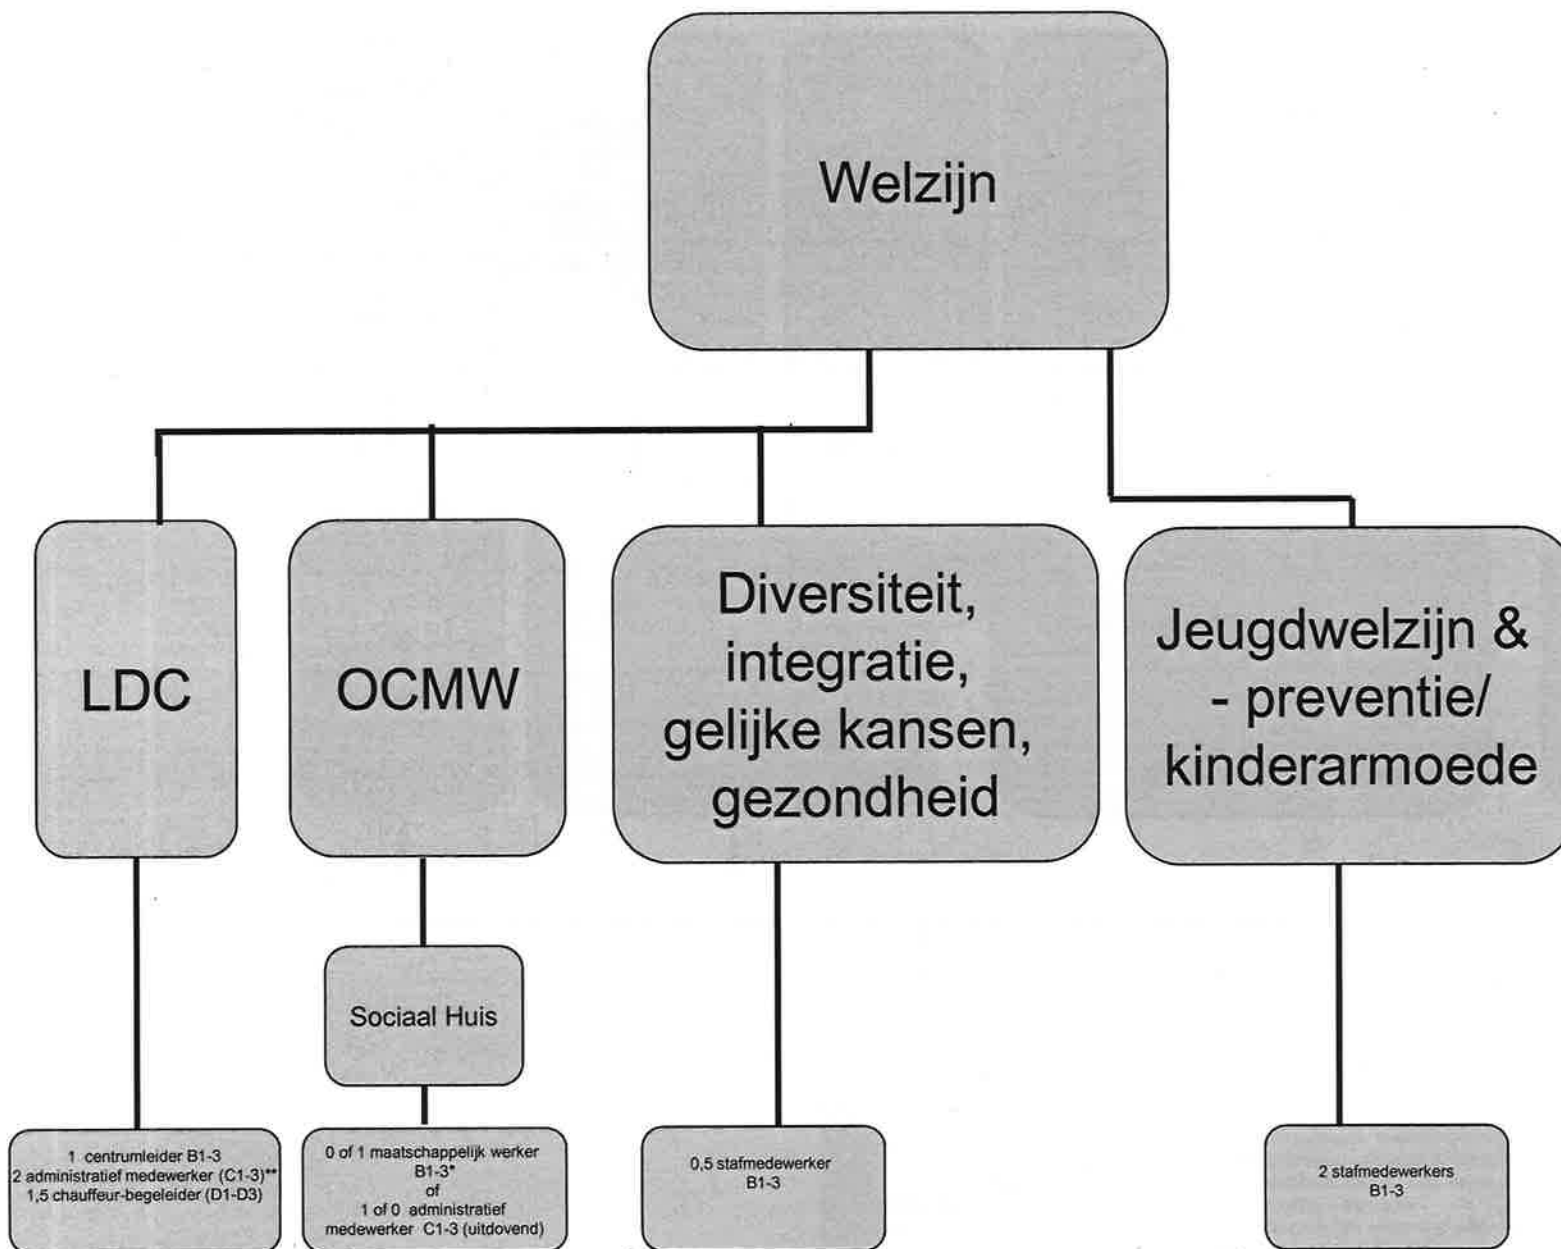 Welzijn
LDC
OCMW
Diversiteit,
integratie,
gelijke kansen,
gezondheid
Jeugdwelzijn &
- preventie/
kinderarmoede
Sociaal Huis
1 centrumleider B1-3
2 administratief medewerker (C1-3)**
1,5 chauffeur-begeleider (D1-D3)
0 of 1 maatschappelijk werker
B1-3*
of
1 of 0 administratief
medewerker C1-3 (uitdovend)
0,5 stafmedewerker
B1-3
2 stafmedewerkers
B1-3